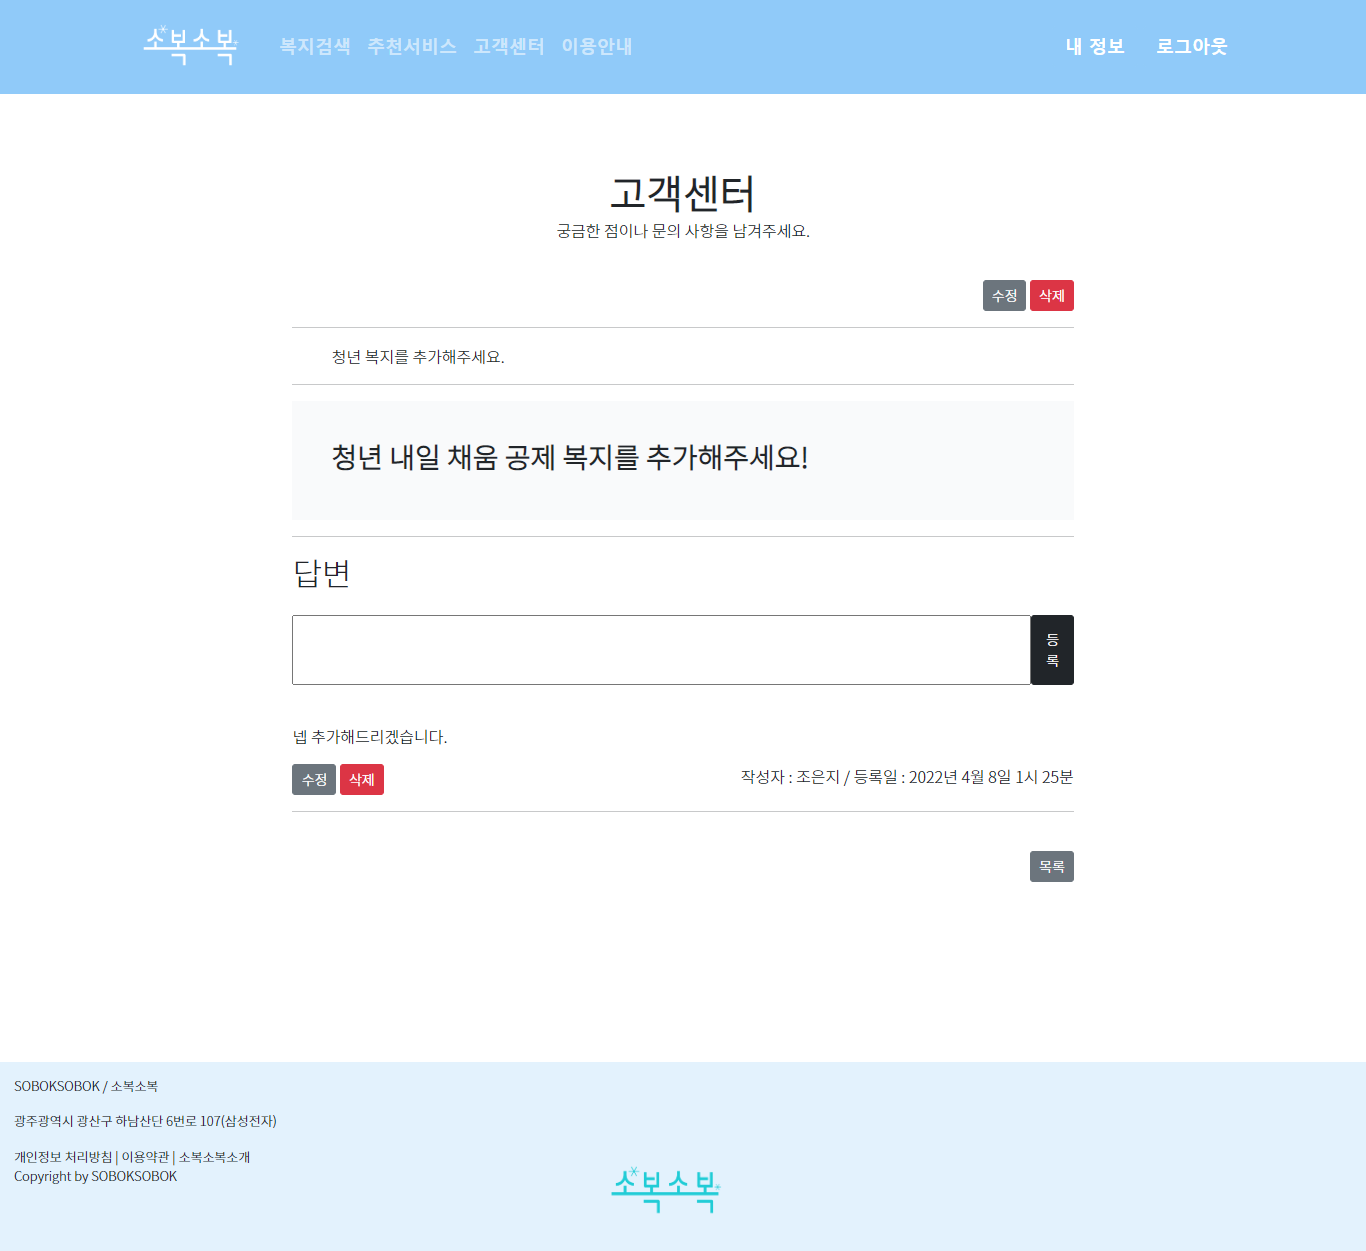 소복소복 복지검색 추천서비스 고객센터 이용안내 내 정보 로그아웃
고객센터
궁금한 점이나 문의 사항을 남겨주세요.
수정 삭제
청년 복지를 추가해주세요.
청년 내일 채움 공제 복지를 추가해주세요!
답변
등
록
넵 추가해드리겠습니다.
수정 삭제 작성자 : 조은지 / 등록일 : 2022년 4월 8일 1시 25분
목록
SOBOKSOBOK / 소복소복
광주광역시 광산구 하남산단 6번로 107(삼성전자)
개인정보 처리방침 | 이용약관 | 소복소복소개
Copyright by SOBOKSOBOK
소복소복